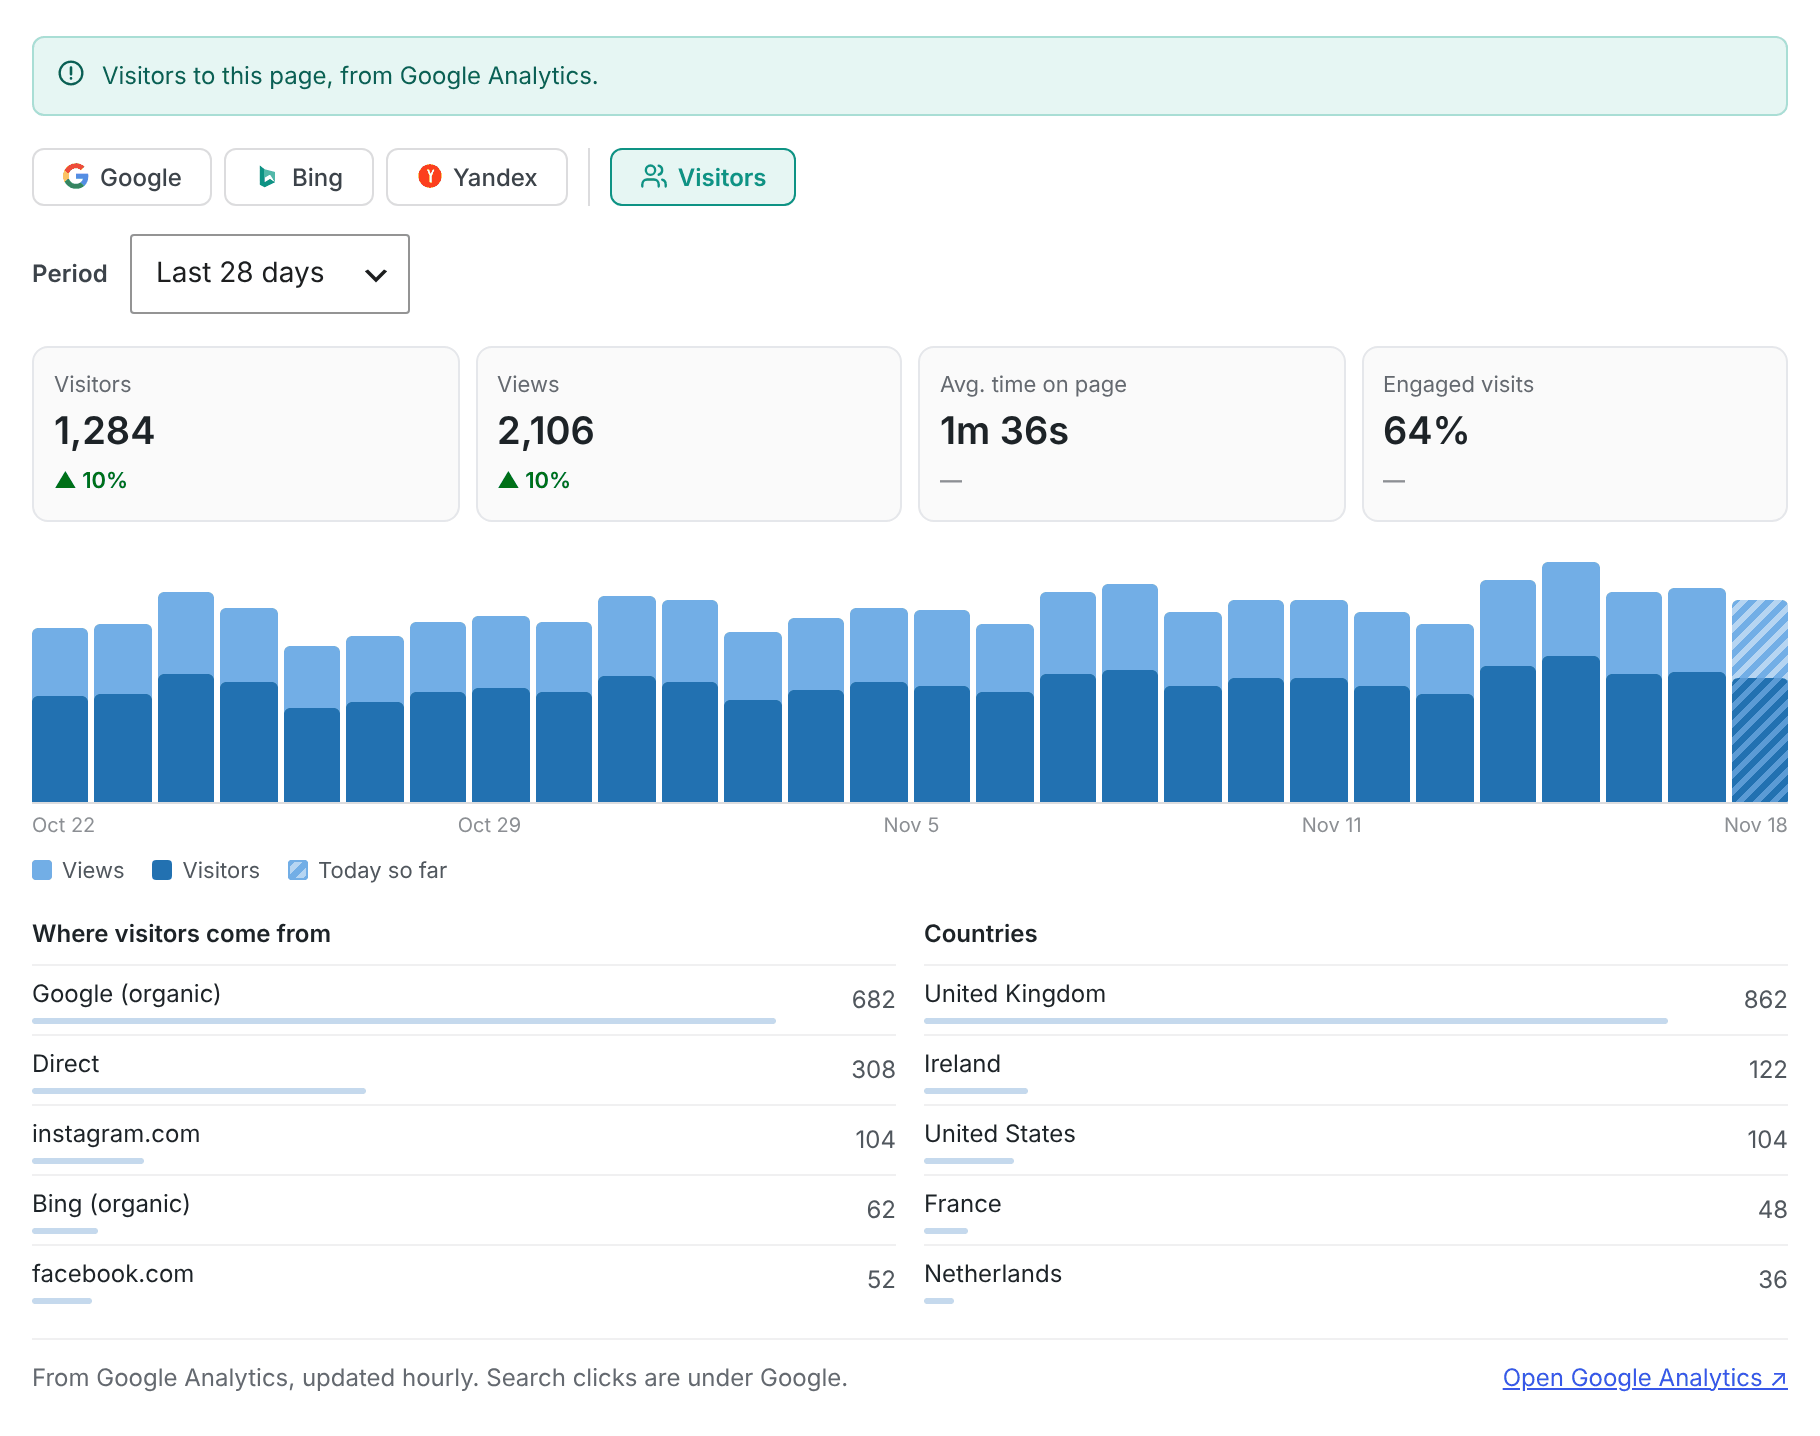 Visitors to this page, from Google Analytics.
Google
Bing
Yandex
Visitors
Period
Last 28 days
Visitors
1,284
▲ 10%
Views
2,106
▲ 10%
Avg. time on page
1m 36s
—
Engaged visits
64%
—
Oct 22
Oct 29
Nov 5
Nov 11
Nov 18
Views
Visitors
Today so far
Where visitors come from
Google (organic) 682
Direct 308
instagram.com 104
Bing (organic) 62
facebook.com 52
Countries
United Kingdom 862
Ireland 122
United States 104
France 48
Netherlands 36
From Google Analytics, updated hourly. Search clicks are under Google.
Open Google Analytics ↗